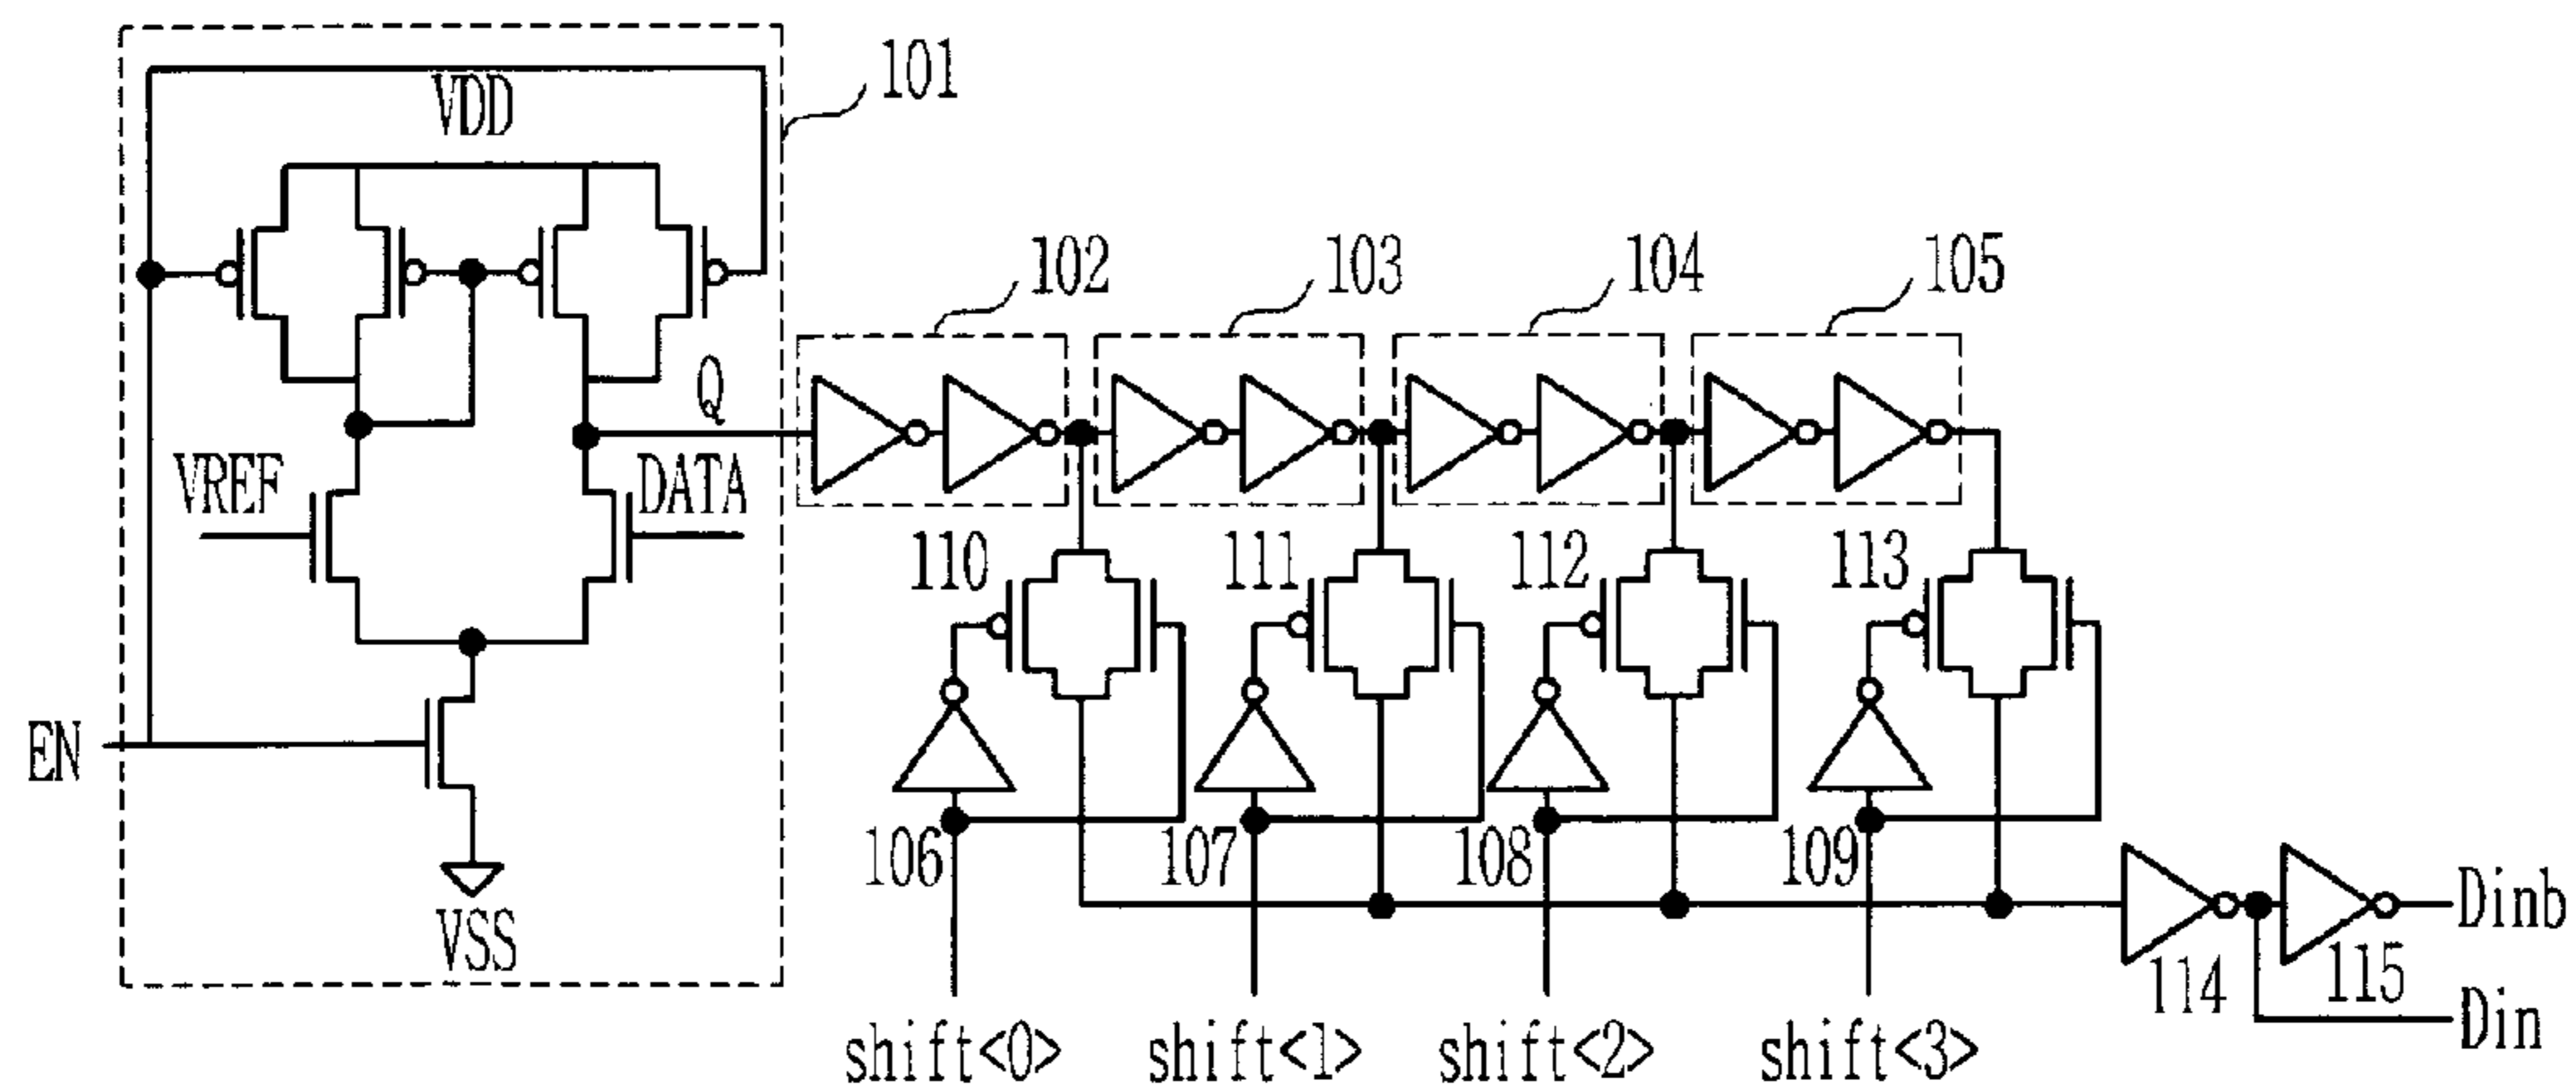 101
VDD
102
103
104
105
Q
VREF
DATA
110
111
112
113
EN
106
107
108
109
VSS
Dinb
114
115
Din
shift<0>
shift<1>
shift<2>
shift<3>